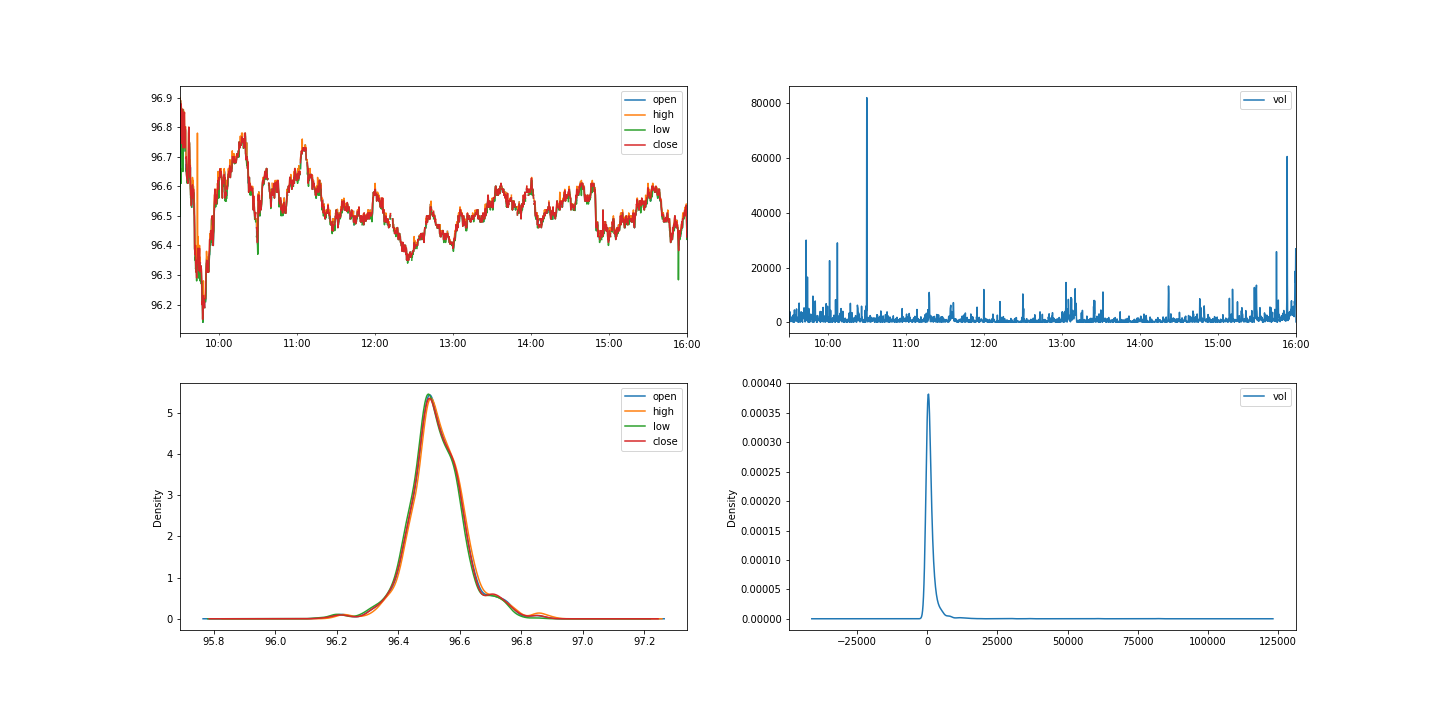 96.9
96.8
96.7
96.6
96.5
96.4
96.3
96.2
10:00 11:00 12:00 13:00 14:00 15:00 16:00
open
high
low
close
80000
60000
40000
20000
0
10:00 11:00 12:00 13:00 14:00 15:00 16:00
vol
Density
5
4
3
2
1
0
95.8 96.0 96.2 96.4 96.6 96.8 97.0 97.2
open
high
low
close
Density
0.00040
0.00035
0.00030
0.00025
0.00020
0.00015
0.00010
0.00005
0.00000
−25000 0 25000 50000 75000 100000 125000
vol